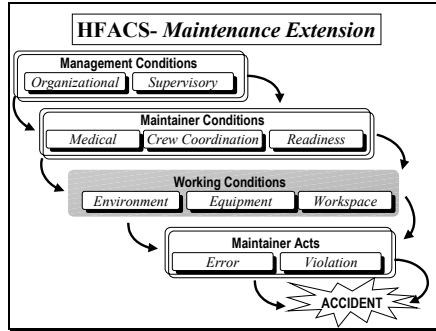 HFACS- Maintenance Extension
Management Conditions
Organizational Supervisory
Maintainer Conditions
Medical Crew Coordination Readiness
Working Conditions
Environment Equipment Workspace
Maintainer Acts
Error Violation
ACCIDENT